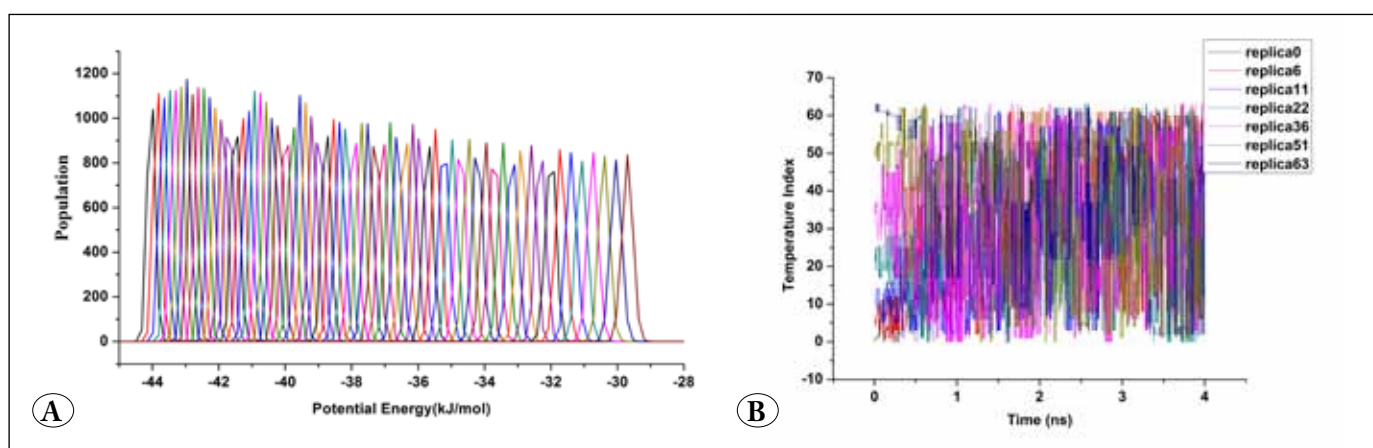 1200
1000
800
600
400
200
0
Population
-44 -42 -40 -38 -36 -34 -32 -30 -28
Potential Energy(kJ/mol)
A
replica0
replica6
replica11
replica22
replica36
replica51
replica63
70
60
50
40
30
20
10
0
-10
Temperature Index
0 1 2 3 4
Time (ns)
B